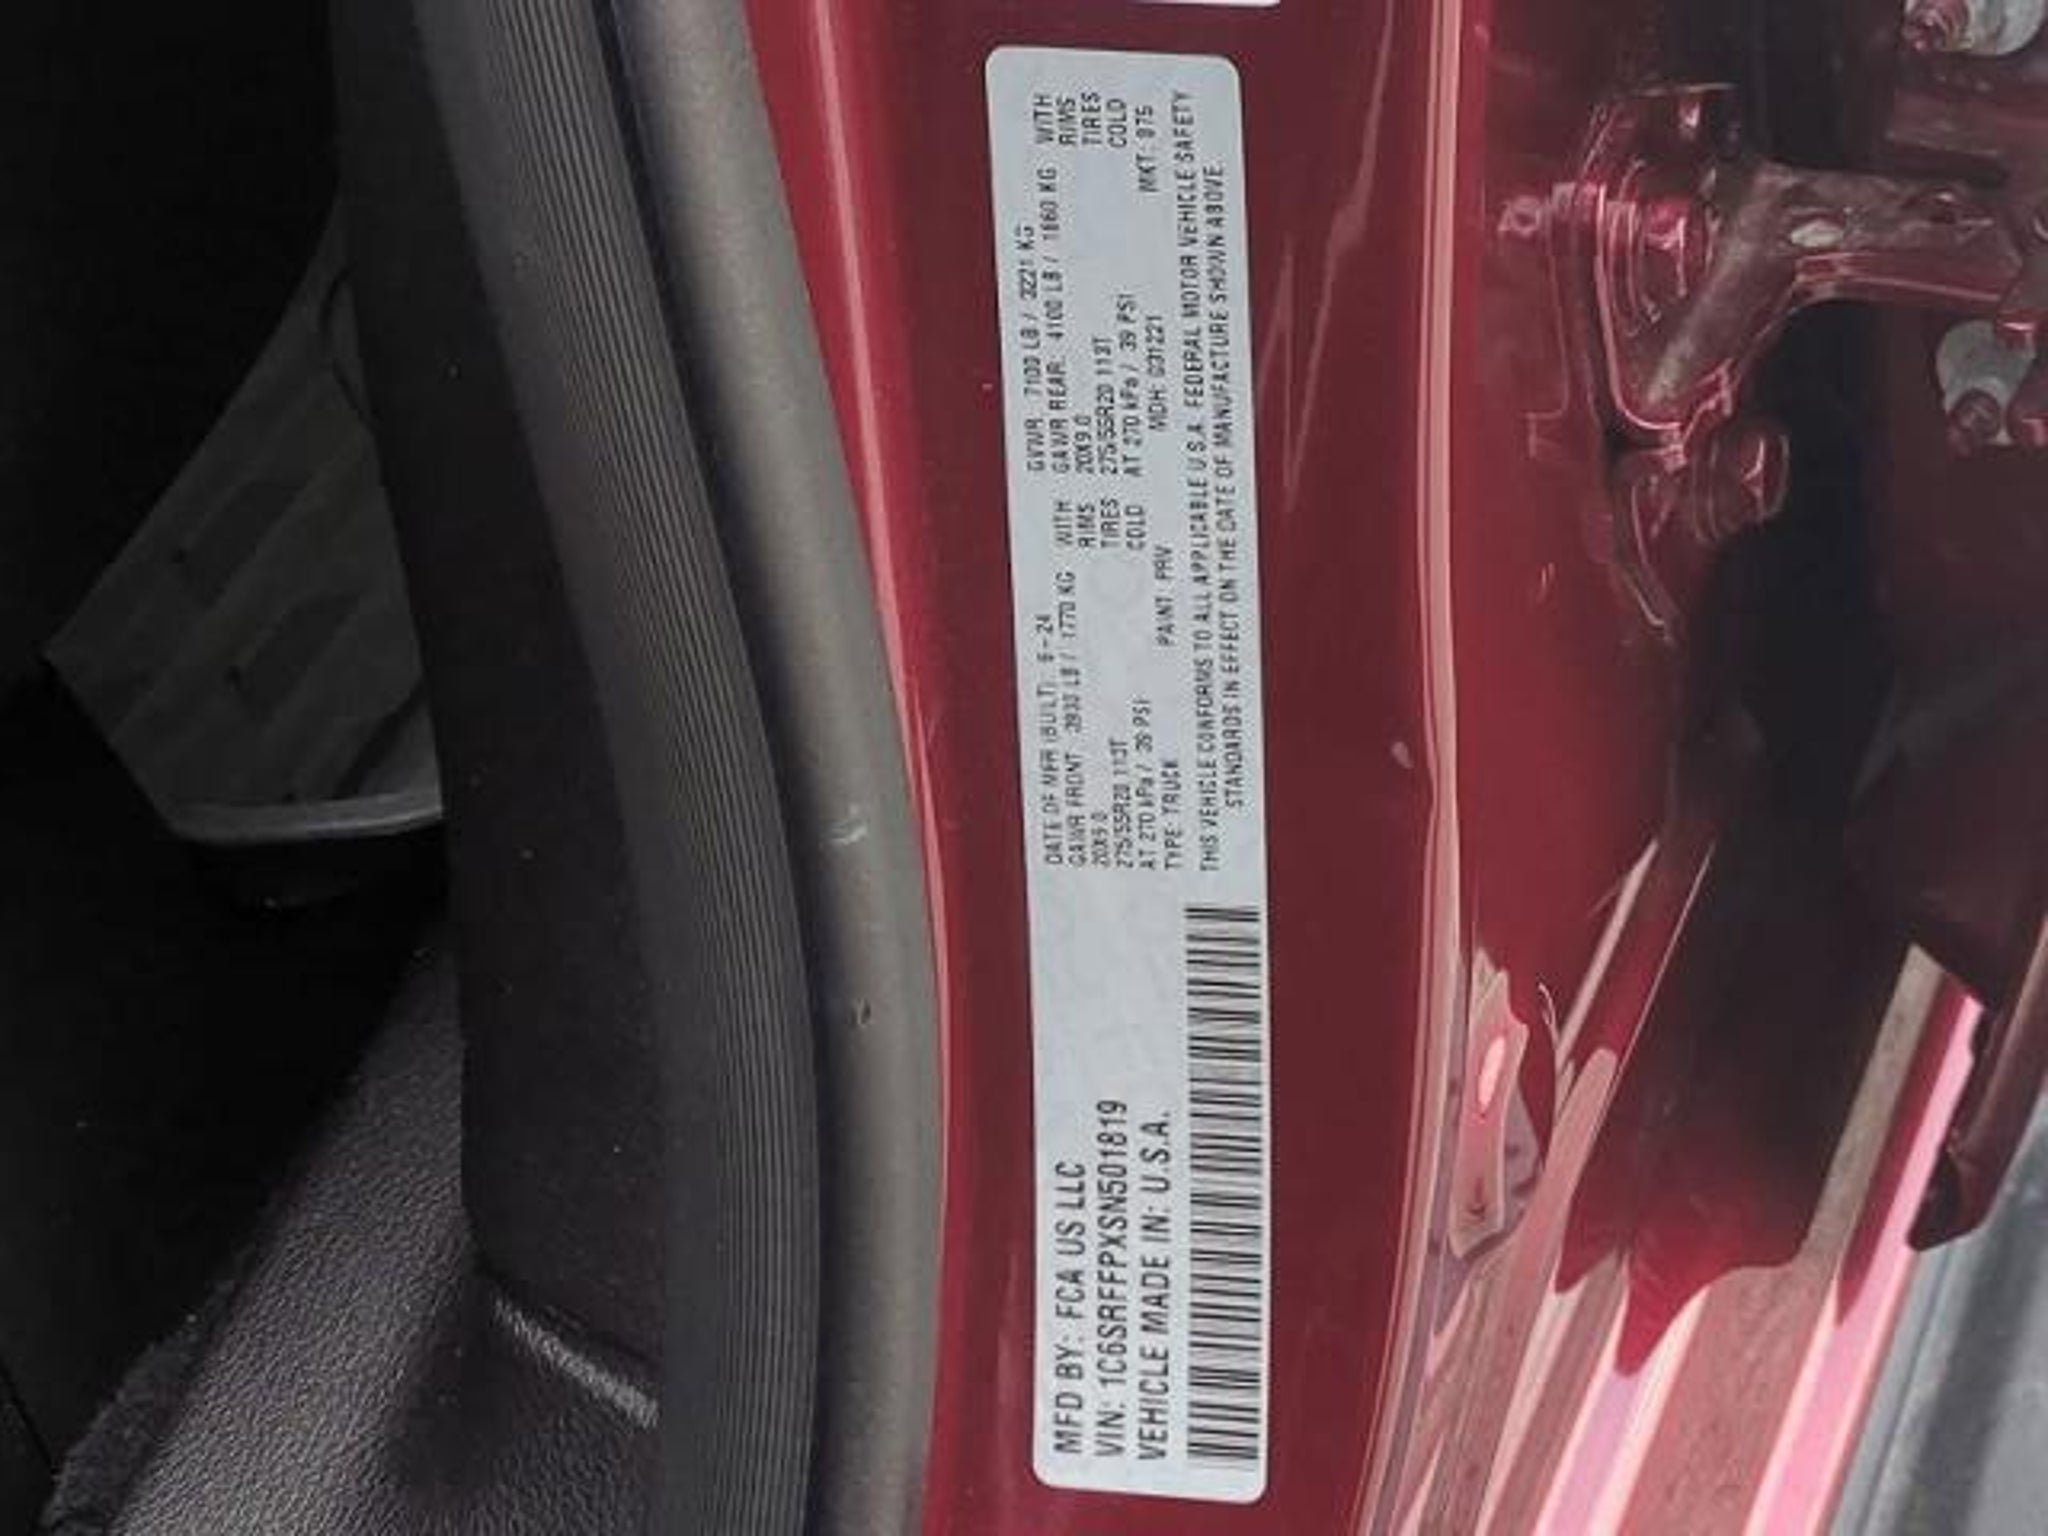 MFD BY: FCA US LLC
VIN: 1C6SRFFPXSN501819
VEHICLE MADE IN: U.S.A.
DATE OF MFR (BUILT): 6-24
GAWR FRONT: 3900 LB / 1770 KG WITH
20X9.0 RIMS
275/55R20 113T TIRES
AT 270 kPa / 39 PSI COLD
TYPE: TRUCK PAINT: PRV
GVWR 7100 LB / 3221 KG
GAWR REAR: 4100 LB / 1860 KG WITH
20X9.0 RIMS
275/55R20 113T TIRES
AT 270 kPa / 39 PSI COLD
MDH: MKT:
THIS VEHICLE CONFORMS TO ALL APPLICABLE U.S.A. FEDERAL MOTOR VEHICLE SAFETY
STANDARDS IN EFFECT ON THE DATE OF MANUFACTURE SHOWN ABOVE.